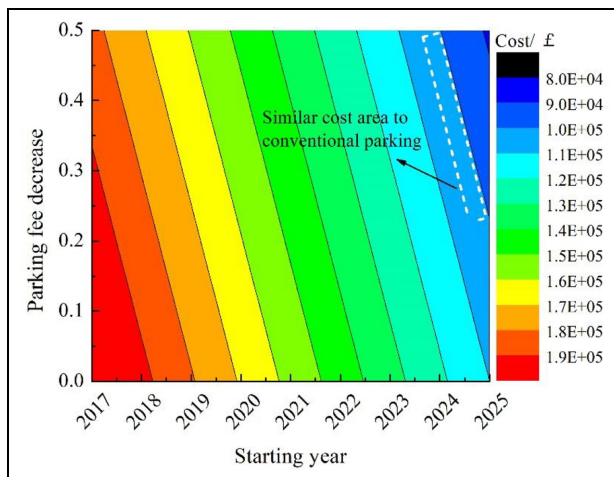 Cost/ £
0.5
0.4
0.3
0.2
0.1
0.0
Parking fee decrease
Similar cost area to
conventional parking
8.0E+04
9.0E+04
1.0E+05
1.1E+05
1.2E+05
1.3E+05
1.4E+05
1.5E+05
1.6E+05
1.7E+05
1.8E+05
1.9E+05
2017
2018
2019
2020
2021
2022
2023
2024
2025
Starting year